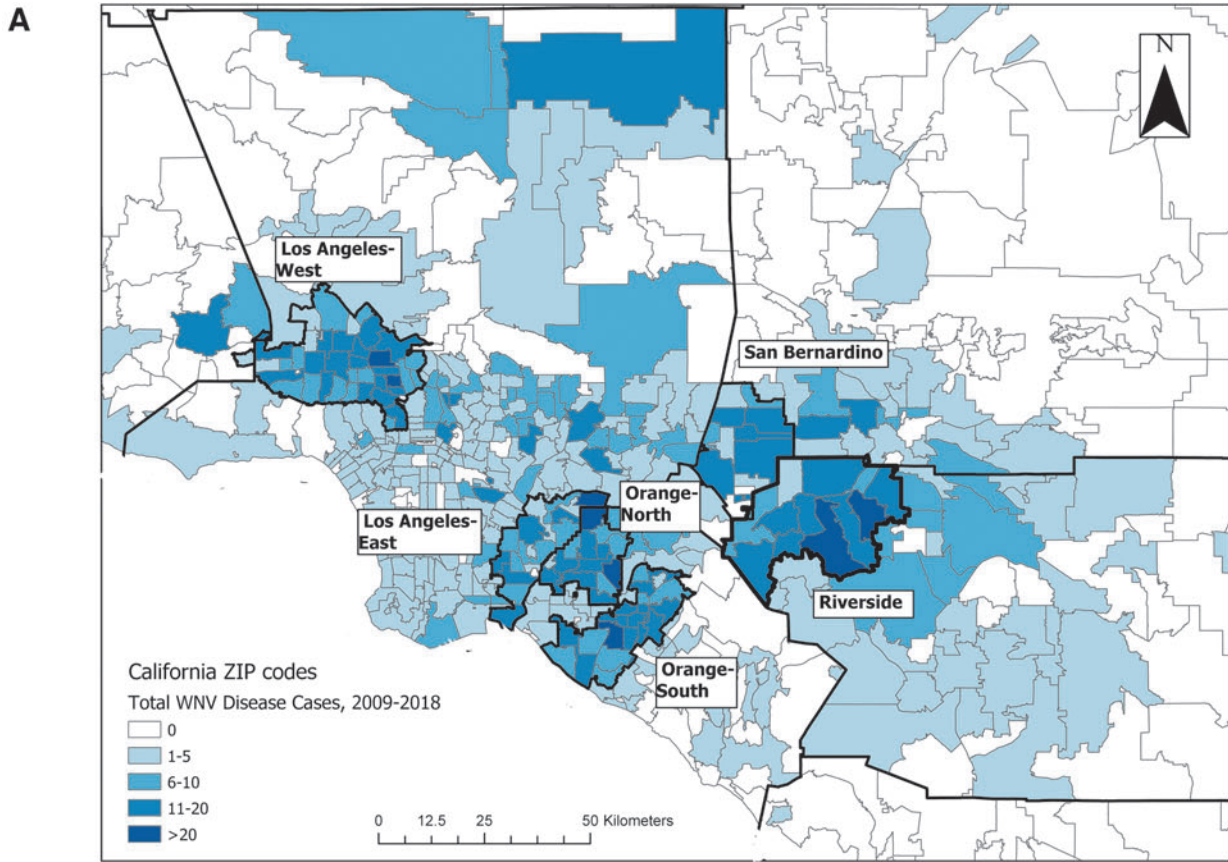 A
N
Los Angeles-
West
San Bernardino
Orange-
North
Los Angeles-
East
Riverside
Orange-
South
California ZIP codes
Total WNV Disease Cases, 2009-2018
0
1-5
6-10
11-20
>20
0 12.5 25 50 Kilometers